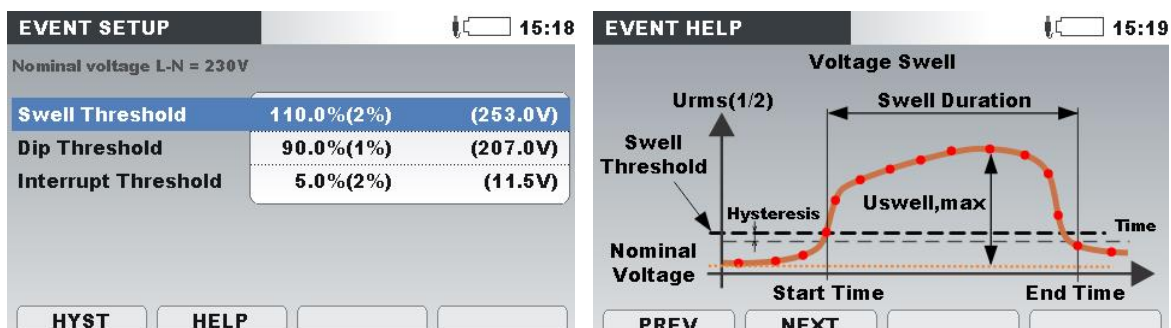 EVENT SETUP 15:18
Nominal voltage L-N = 230V
Swell Threshold 110.0%(2%) (253.0V)
Dip Threshold 90.0%(1%) (207.0V)
Interrupt Threshold 5.0%(2%) (11.5V)
HYST HELP
EVENT HELP 15:19
Voltage Swell
Urms(1/2) Swell Duration
Swell
Threshold
Hysteresis Uswell,max
Time
Nominal
Voltage
Start Time End Time
PREV NEXT